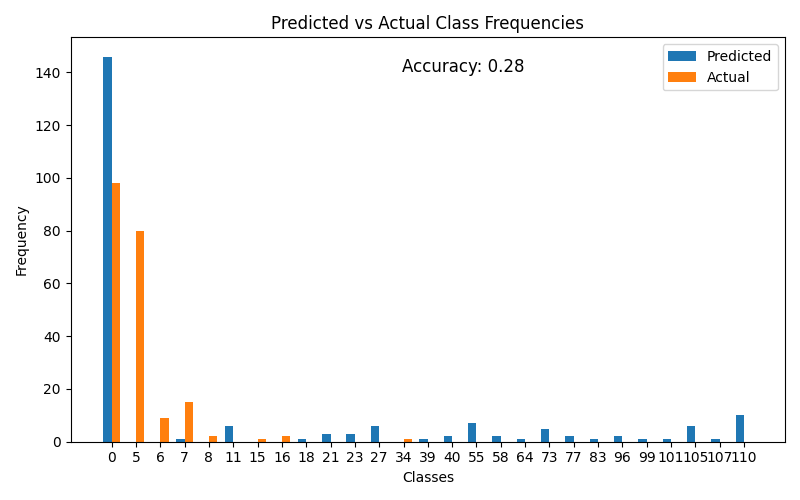 Predicted vs Actual Class Frequencies
Accuracy: 0.28
Predicted
Actual
Frequency
140
120
100
80
60
40
20
0
0 5 6 7 8 11 15 16 18 21 23 27 34 39 40 55 58 64 73 77 83 96 99 101 105 107 110
Classes